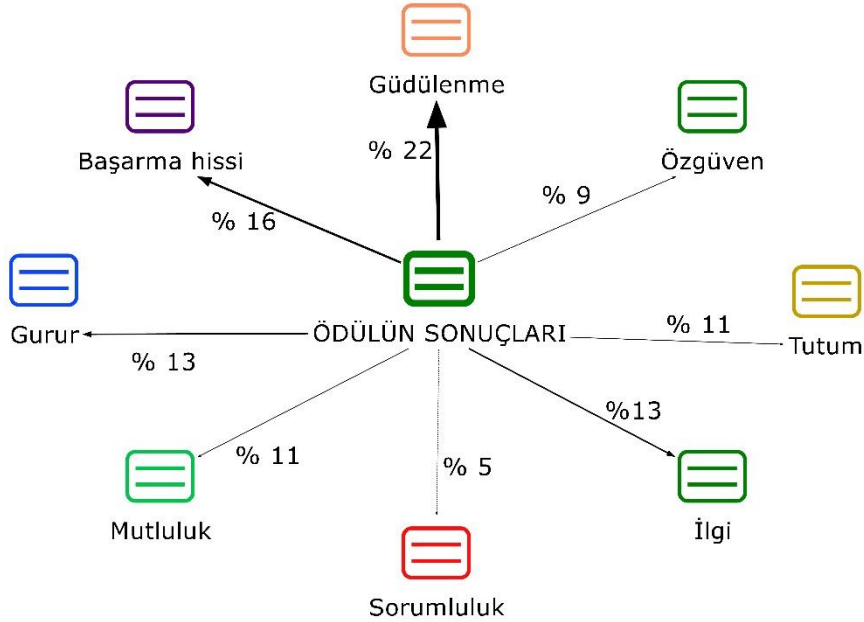 Güdülenme
Başarma hissi
Özgüven
% 22
% 16
% 9
Gurur
ÖDÜLÜN SONUÇLARI
Tutum
% 13
% 11
% 11
% 5
%13
Mutluluk
İlgi
Sorumluluk